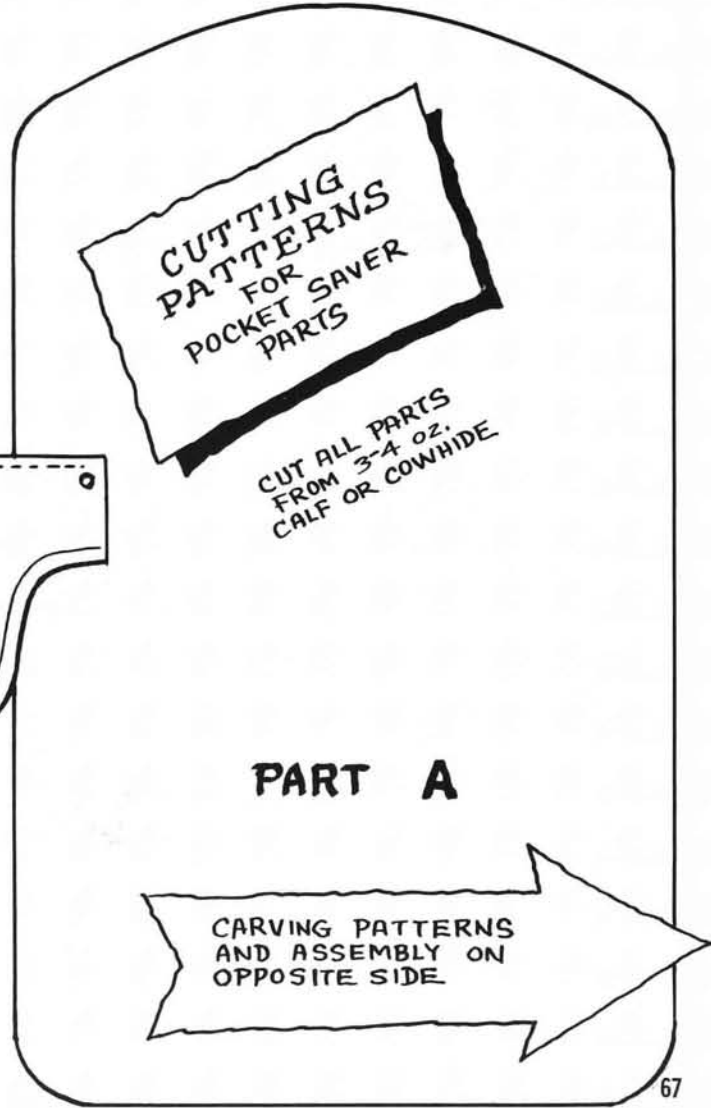 CUTTING
PATTERNS
FOR
POCKET SAVER
PARTS
CUT ALL PARTS
FROM 3-4 OZ.
CALF OR COWHIDE
PART A
CARVING PATTERNS
AND ASSEMBLY ON
OPPOSITE SIDE
67